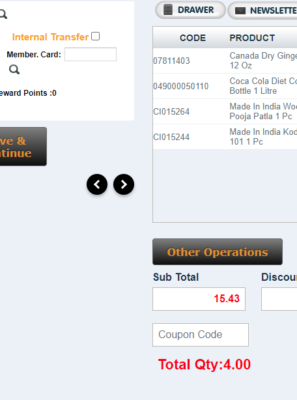 DRAWER NEWSLETTE
Internal Transfer
Member. Card:
eward Points :0
ve &
tinue
CODE PRODUCT
07811403 Canada Dry Ginge
12 Oz
049000050110 Coca Cola Diet Co
Bottle 1 Litre
CI015264 Made In India Woo
Pooja Patla 1 Pc
CI015244 Made In India Kod
101 1 Pc
Other Operations
Sub Total Discou
15.43
Coupon Code
Total Qty:4.00